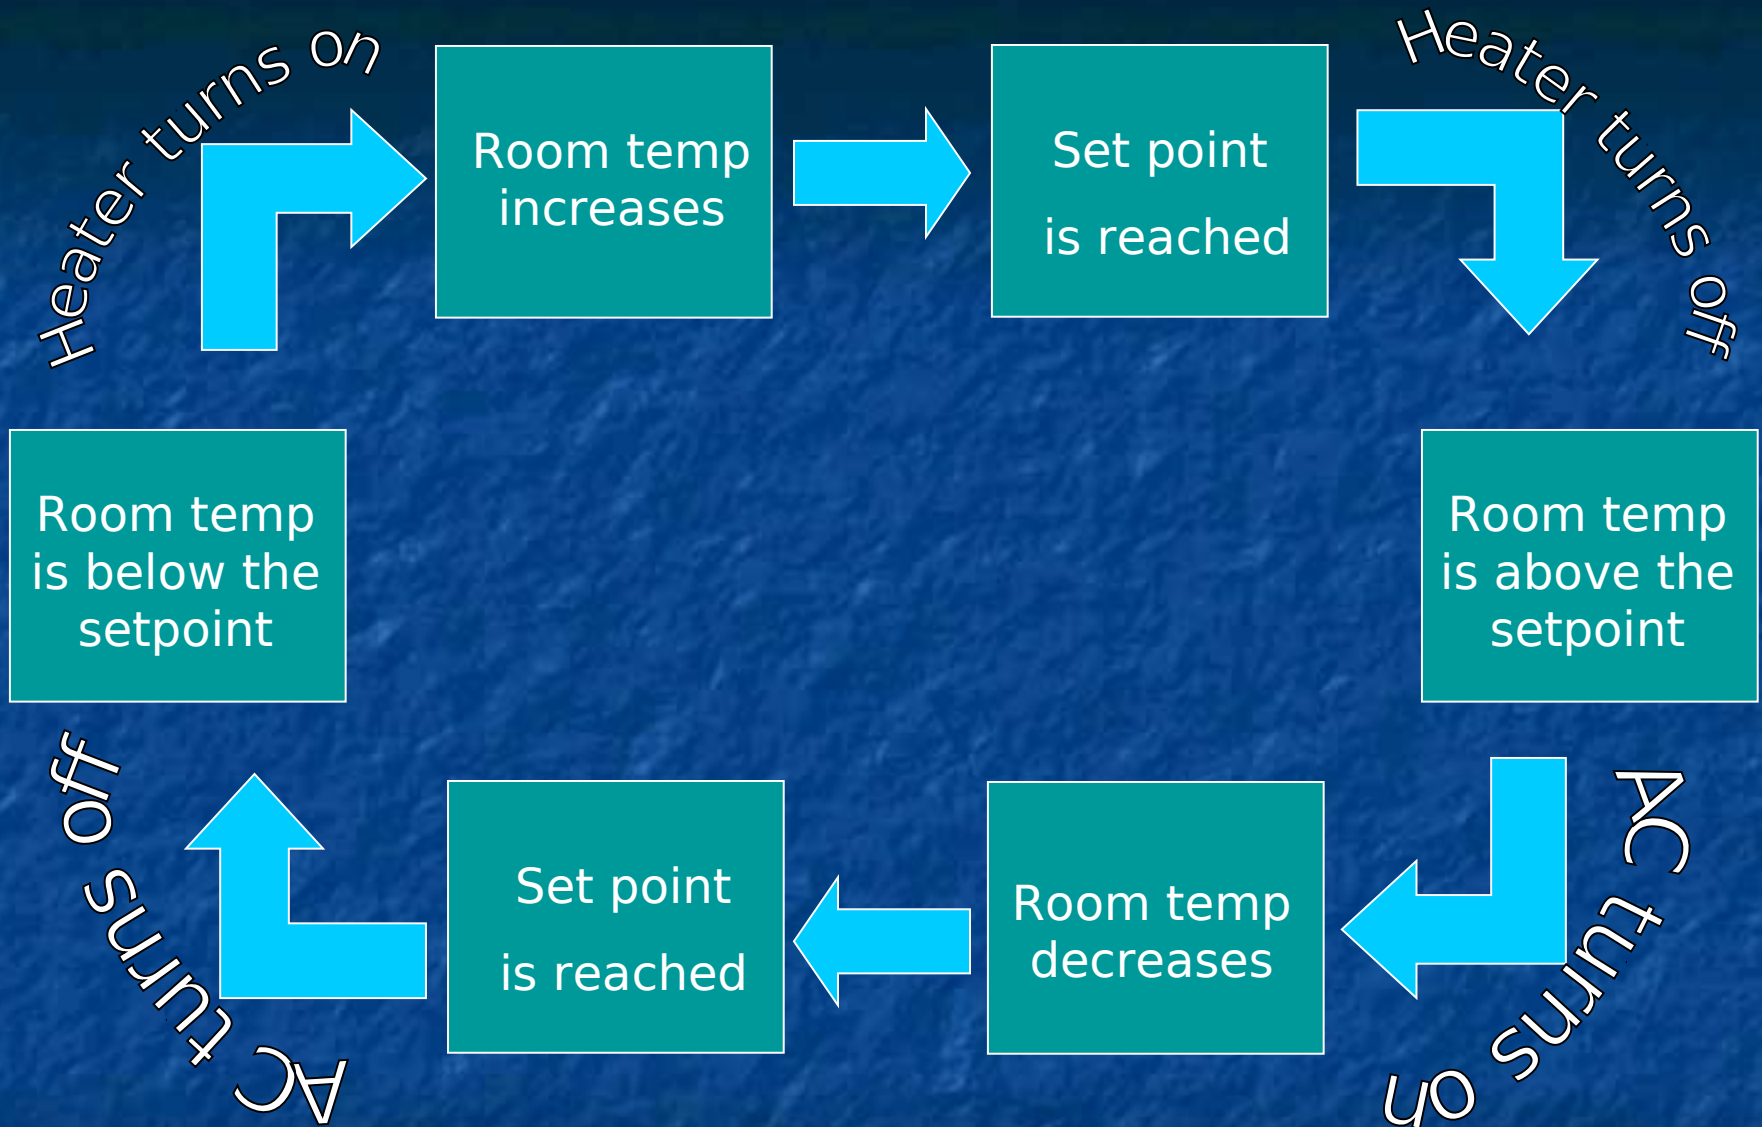 Heater turns on
Room temp
increases
Set point
is reached
Heater turns off
Room temp
is above the
setpoint
AC turns on
Room temp
decreases
Set point
is reached
AC turns off
Room temp
is below the
setpoint